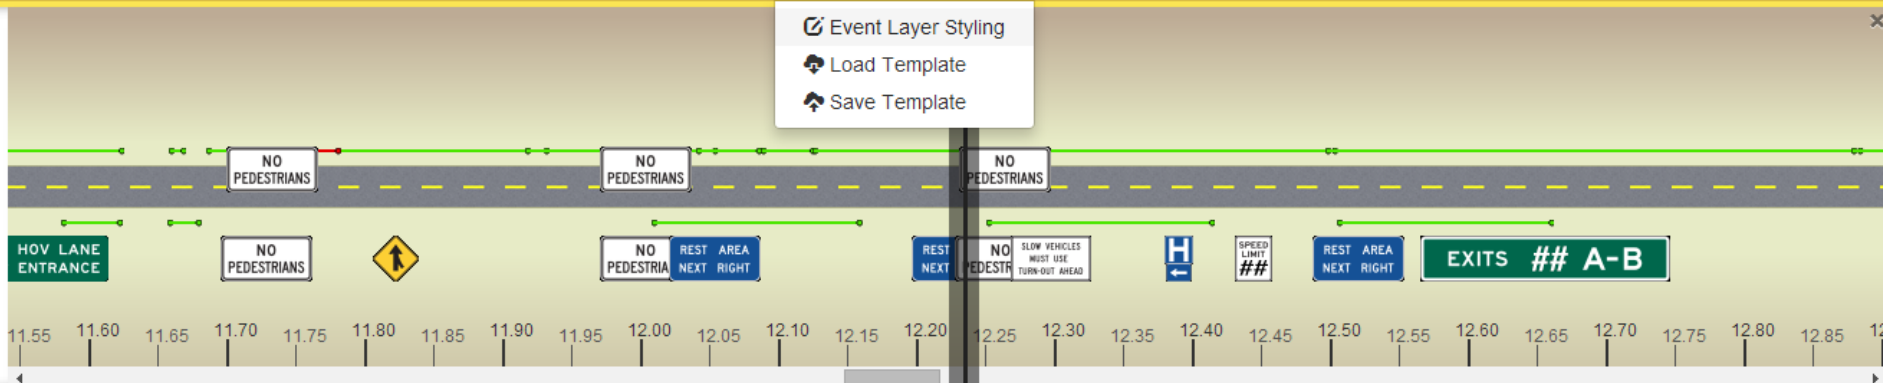 Event Layer Styling
Load Template
Save Template
NO
PEDESTRIANS
NO
PEDESTRIANS
NO
PEDESTRIANS
HOV LANE
ENTRANCE
NO
PEDESTRIANS
NO
PEDESTRIA
REST AREA
NEXT RIGHT
REST
NEXT
NO
PEDESTR
SLOW VEHICLES
MUST USE
TURN-OUT AHEAD
H
SPEED
LIMIT
##
REST AREA
NEXT RIGHT
EXITS ## A-B
11.55 11.60 11.65 11.70 11.75 11.80 11.85 11.90 11.95 12.00 12.05 12.10 12.15 12.20 12.25 12.30 12.35 12.40 12.45 12.50 12.55 12.60 12.65 12.70 12.75 12.80 12.85 12